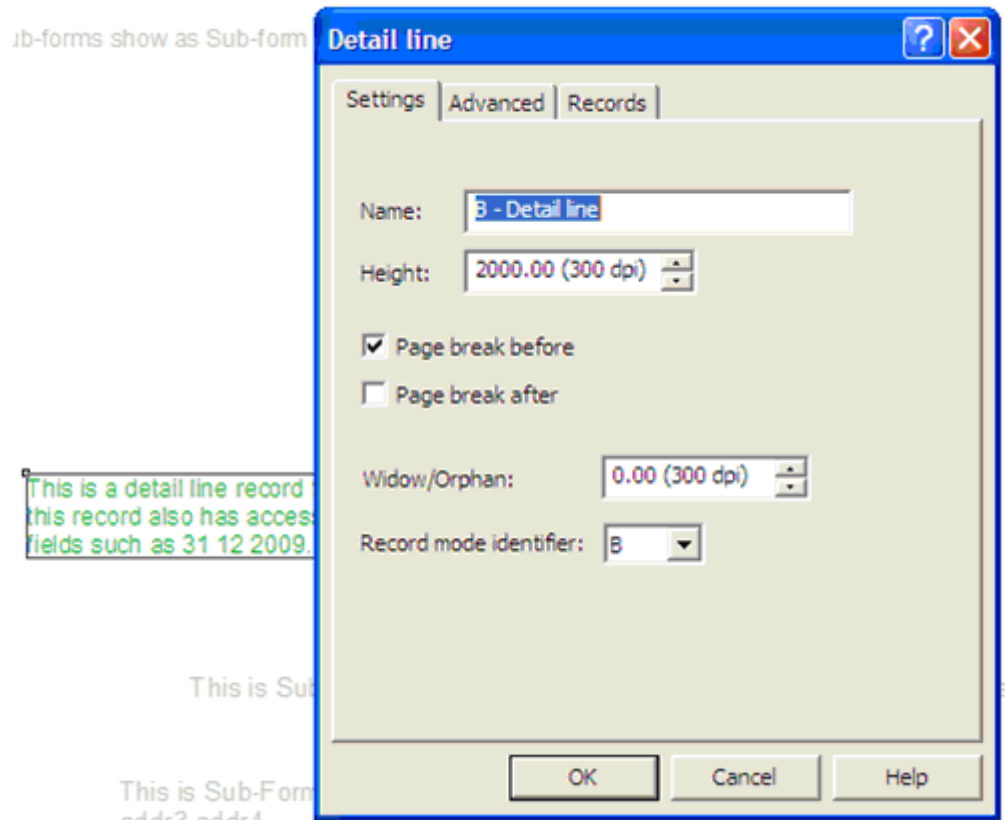 ub-forms show as Sub-form
Detail line
Settings Advanced Records
Name: B - Detail line
Height: 2000.00 (300 dpi)
Page break before
Page break after
Widow/Orphan: 0.00 (300 dpi)
Record mode identifier: B
This is a detail line record
this record also has access
fields such as 31 12 2009.
This is Sub
This is Sub-Form
addr3 addr4
OK Cancel Help